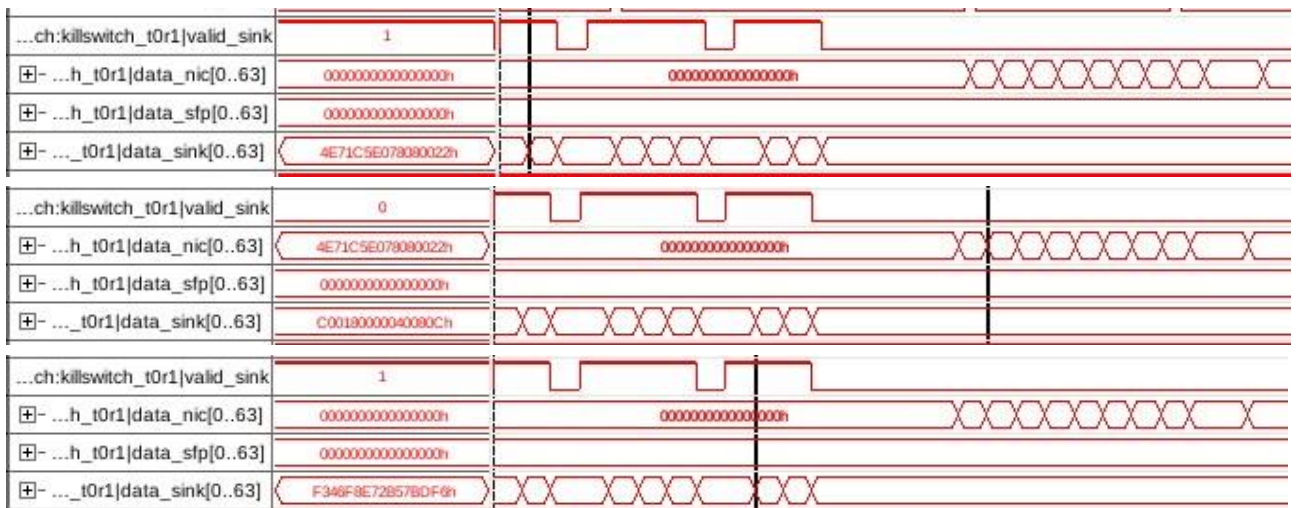 ...ch:killswitch_t0r1|valid_sink 1
...h_t0r1|data_nic[0..63] 0000000000000000h 0000000000000000h
...h_t0r1|data_sfp[0..63] 0000000000000000h
..._t0r1|data_sink[0..63] 4E71C5E078080022h
...ch:killswitch_t0r1|valid_sink 0
...h_t0r1|data_nic[0..63] 4E71C5E078080022h 0000000000000000h
...h_t0r1|data_sfp[0..63] 0000000000000000h
..._t0r1|data_sink[0..63] C00180000040080Ch
...ch:killswitch_t0r1|valid_sink 1
...h_t0r1|data_nic[0..63] 0000000000000000h 0000000000000000h
...h_t0r1|data_sfp[0..63] 0000000000000000h
..._t0r1|data_sink[0..63] F346F8E72B57BDF6h